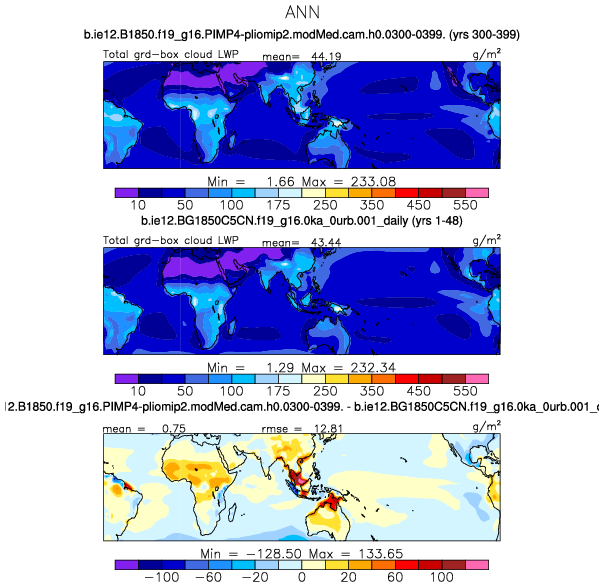 ANN
b.ie12.B1850.f19_g16.PIMP4-pliomip2.modMed.cam.h0.0300-0399. (yrs 300-399)
Total grd-box cloud LWP mean= 44.19 g/m²
Min = 1.66 Max = 233.08
10 50 100 175 250 350 450 550
b.ie12.BG1850C5CN.f19_g16.0ka_0urb.001_daily (yrs 1-48)
Total grd-box cloud LWP mean= 43.44 g/m²
Min = 1.29 Max = 232.34
10 50 100 175 250 350 450 550
12.B1850.f19_g16.PIMP4-pliomip2.modMed.cam.h0.0300-0399. - b.ie12.BG1850C5CN.f19_g16.0ka_0urb.001_
mean = 0.75 rmse = 12.81 g/m²
Min = -128.50 Max = 133.65
-100 -60 -20 0 20 60 100